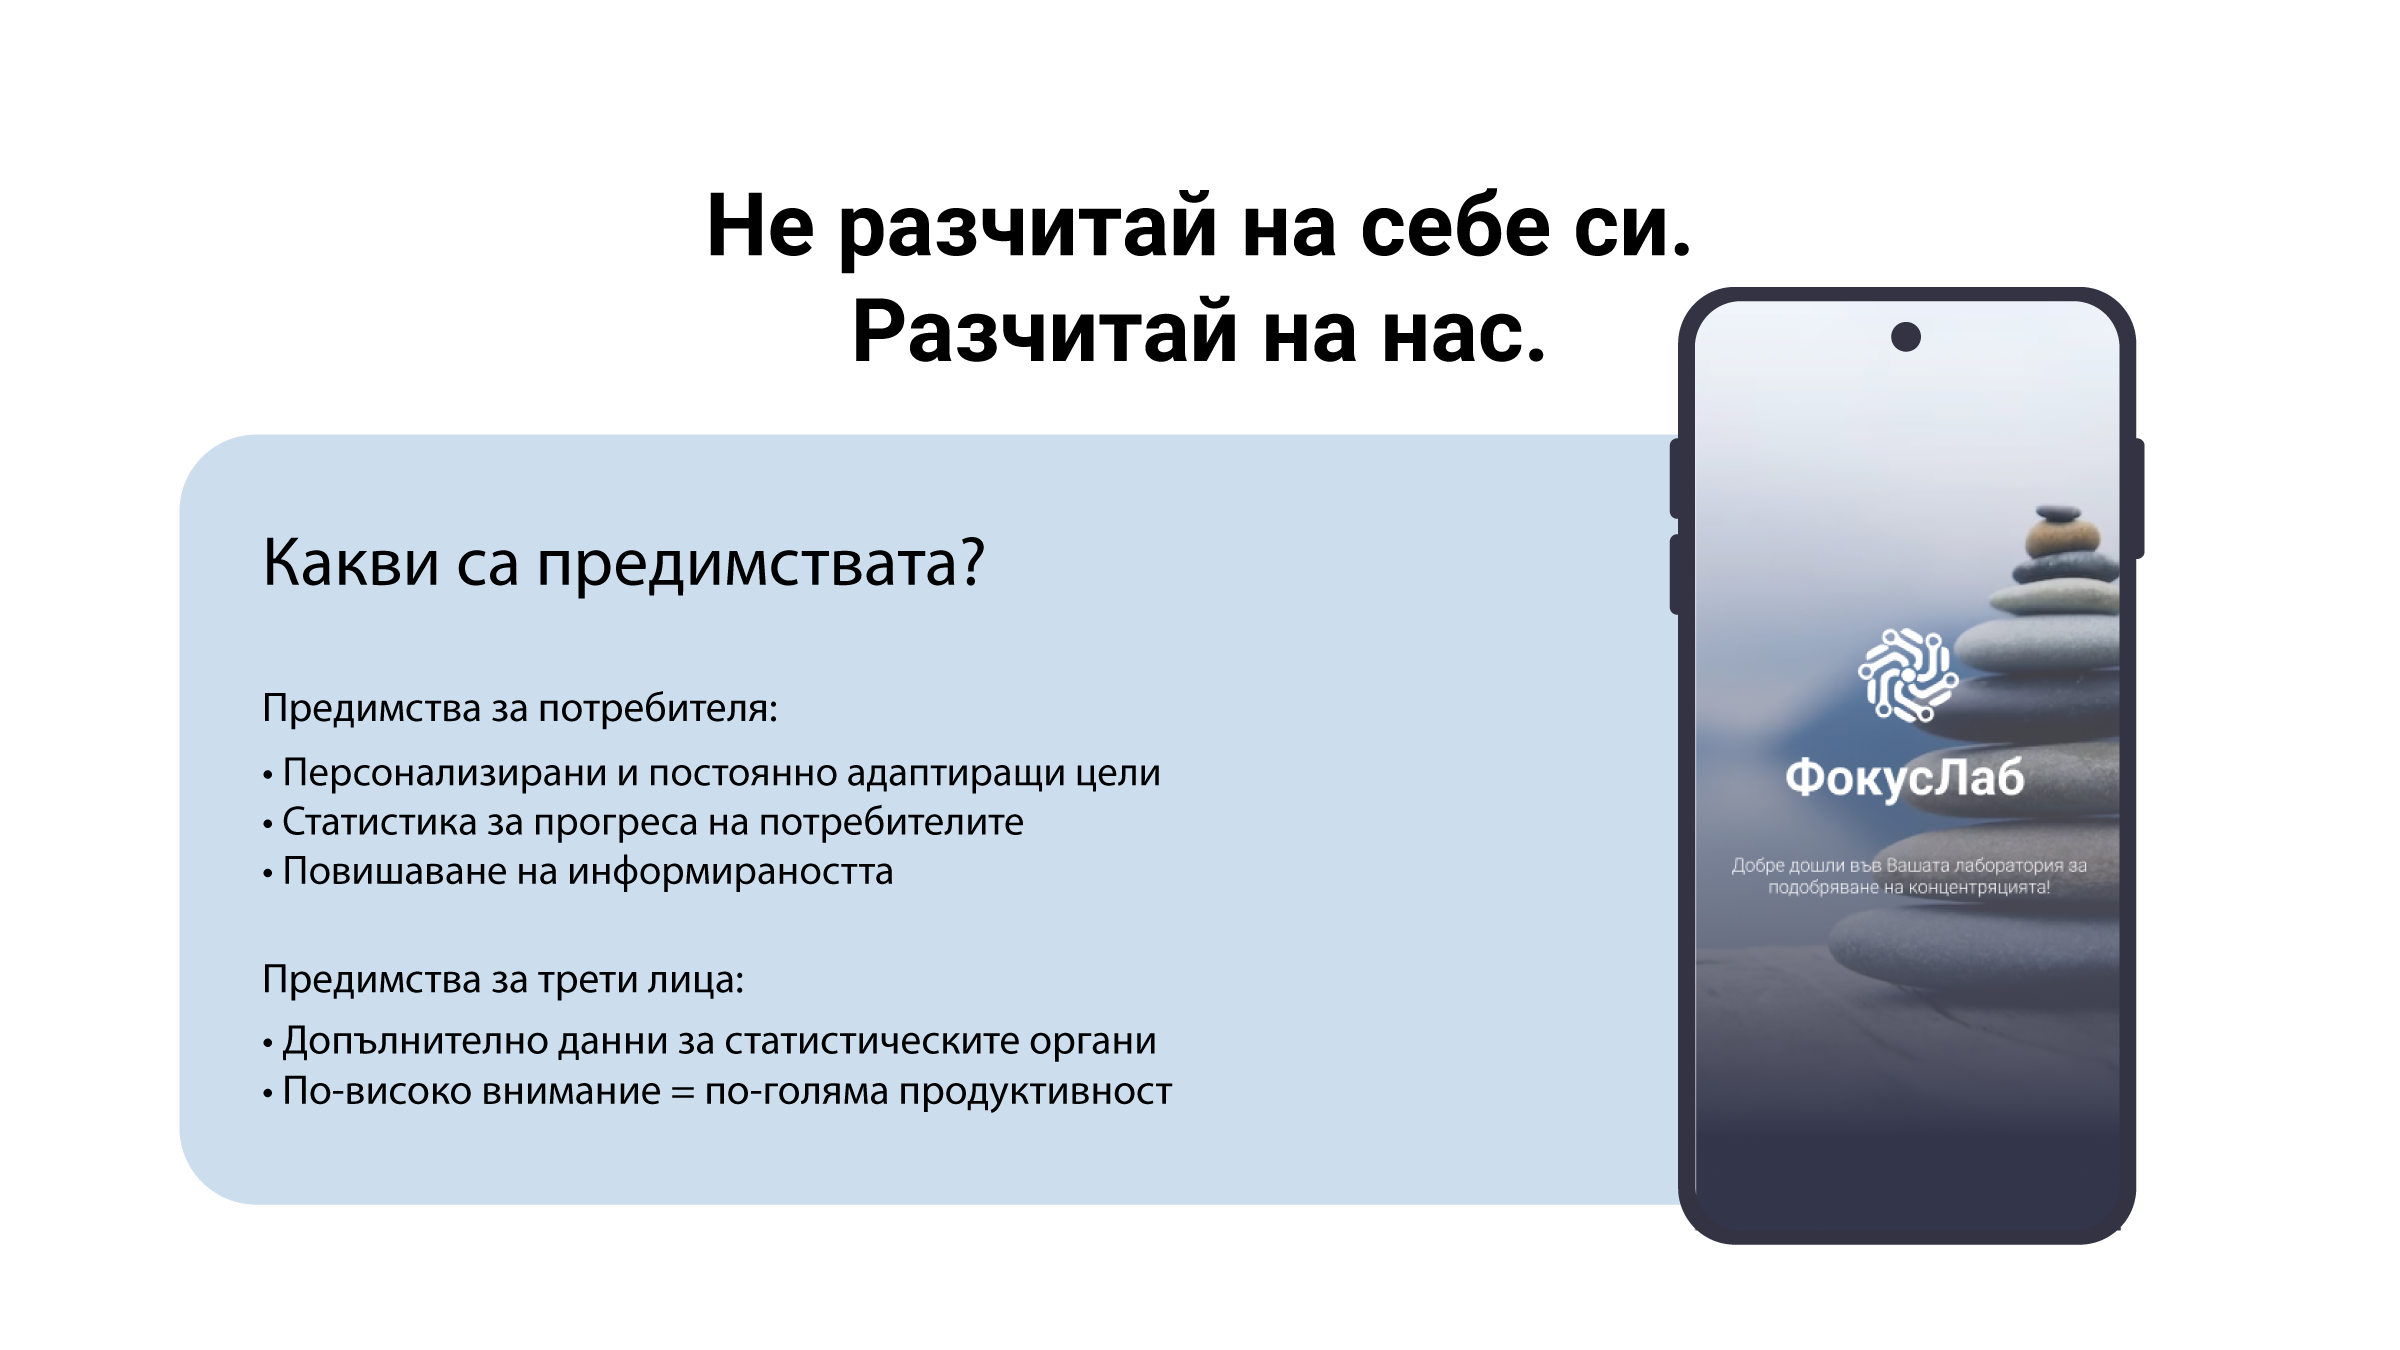 Не разчитай на себе си.
Разчитай на нас.
Какви са предимствата?
Предимства за потребителя:
• Персонализирани и постоянно адаптиращи цели
• Статистика за прогреса на потребителите
• Повишаване на информираността
Предимства за трети лица:
• Допълнително данни за статистическите органи
• По-високо внимание = по-голяма продуктивност
ФокусЛаб
Добре дошли във Вашата лаборатория за
подобряване на концентряцията!